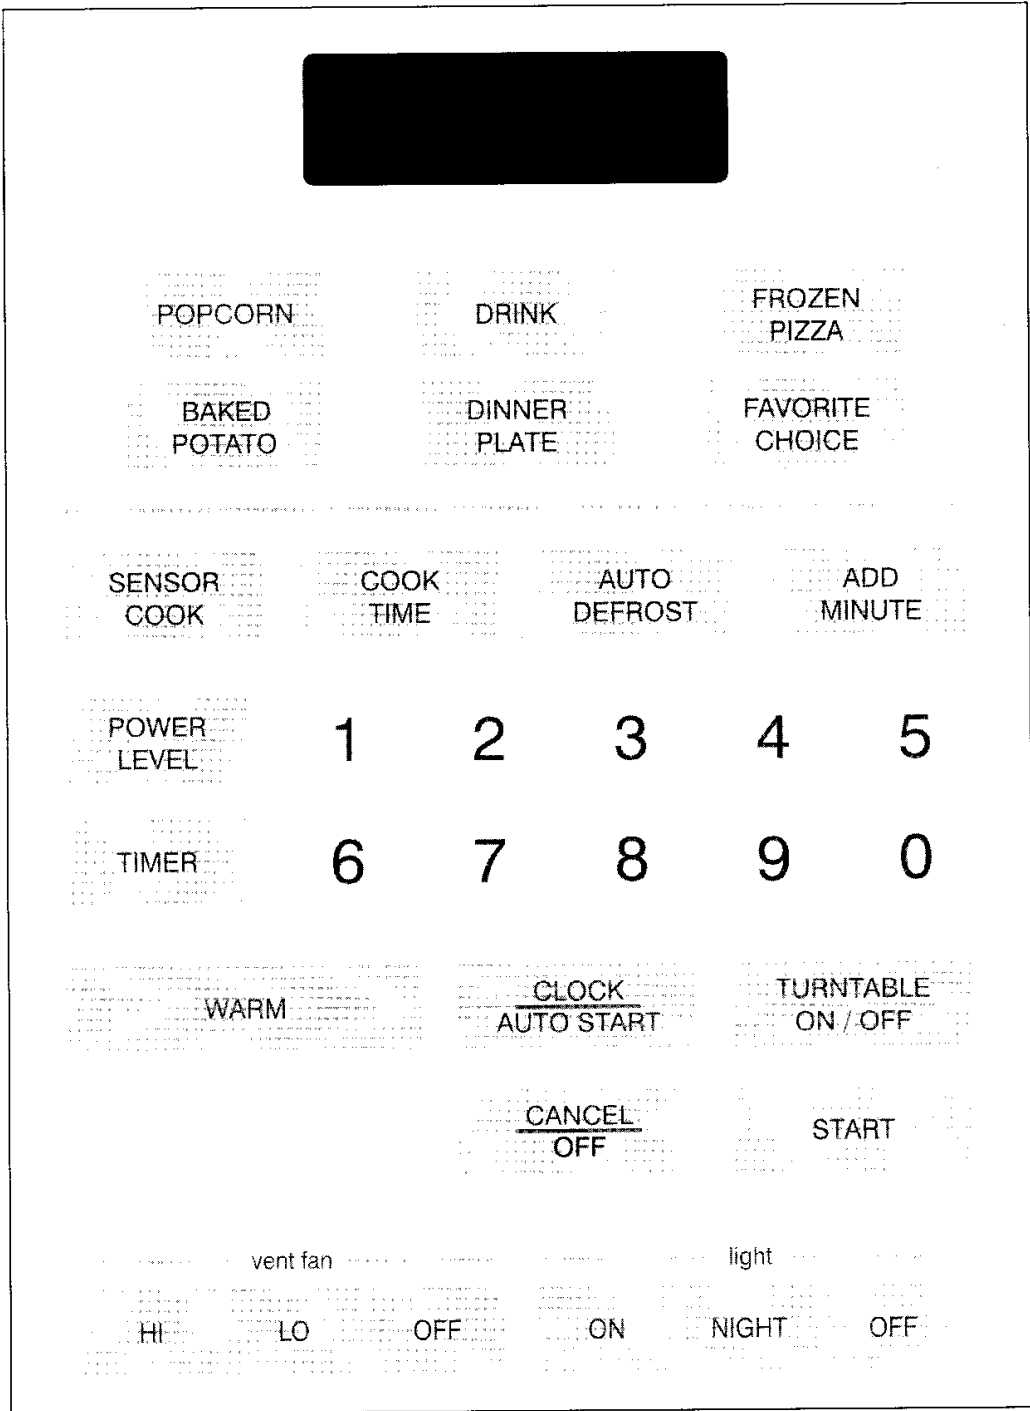 POPCORN
DRINK
FROZEN
PIZZA
BAKED
POTATO
DINNER
PLATE
FAVORITE
CHOICE
SENSOR
COOK
COOK
TIME
AUTO
DEFROST
ADD
MINUTE
POWER
LEVEL
1 2 3 4 5
TIMER
6 7 8 9 0
WARM
CLOCK
AUTO START
TURNTABLE
ON / OFF
CANCEL
OFF
START
vent fan
light
HI LO OFF ON NIGHT OFF